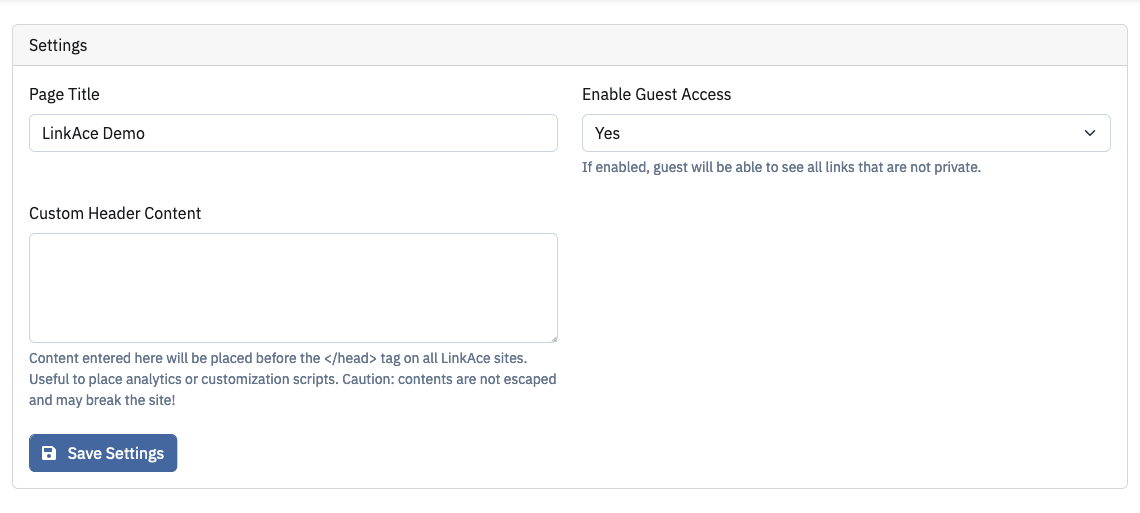 Settings
Page Title
LinkAce Demo
Enable Guest Access
Yes
If enabled, guest will be able to see all links that are not private.
Custom Header Content
Content entered here will be placed before the </head> tag on all LinkAce sites.
Useful to place analytics or customization scripts. Caution: contents are not escaped
and may break the site!
Save Settings